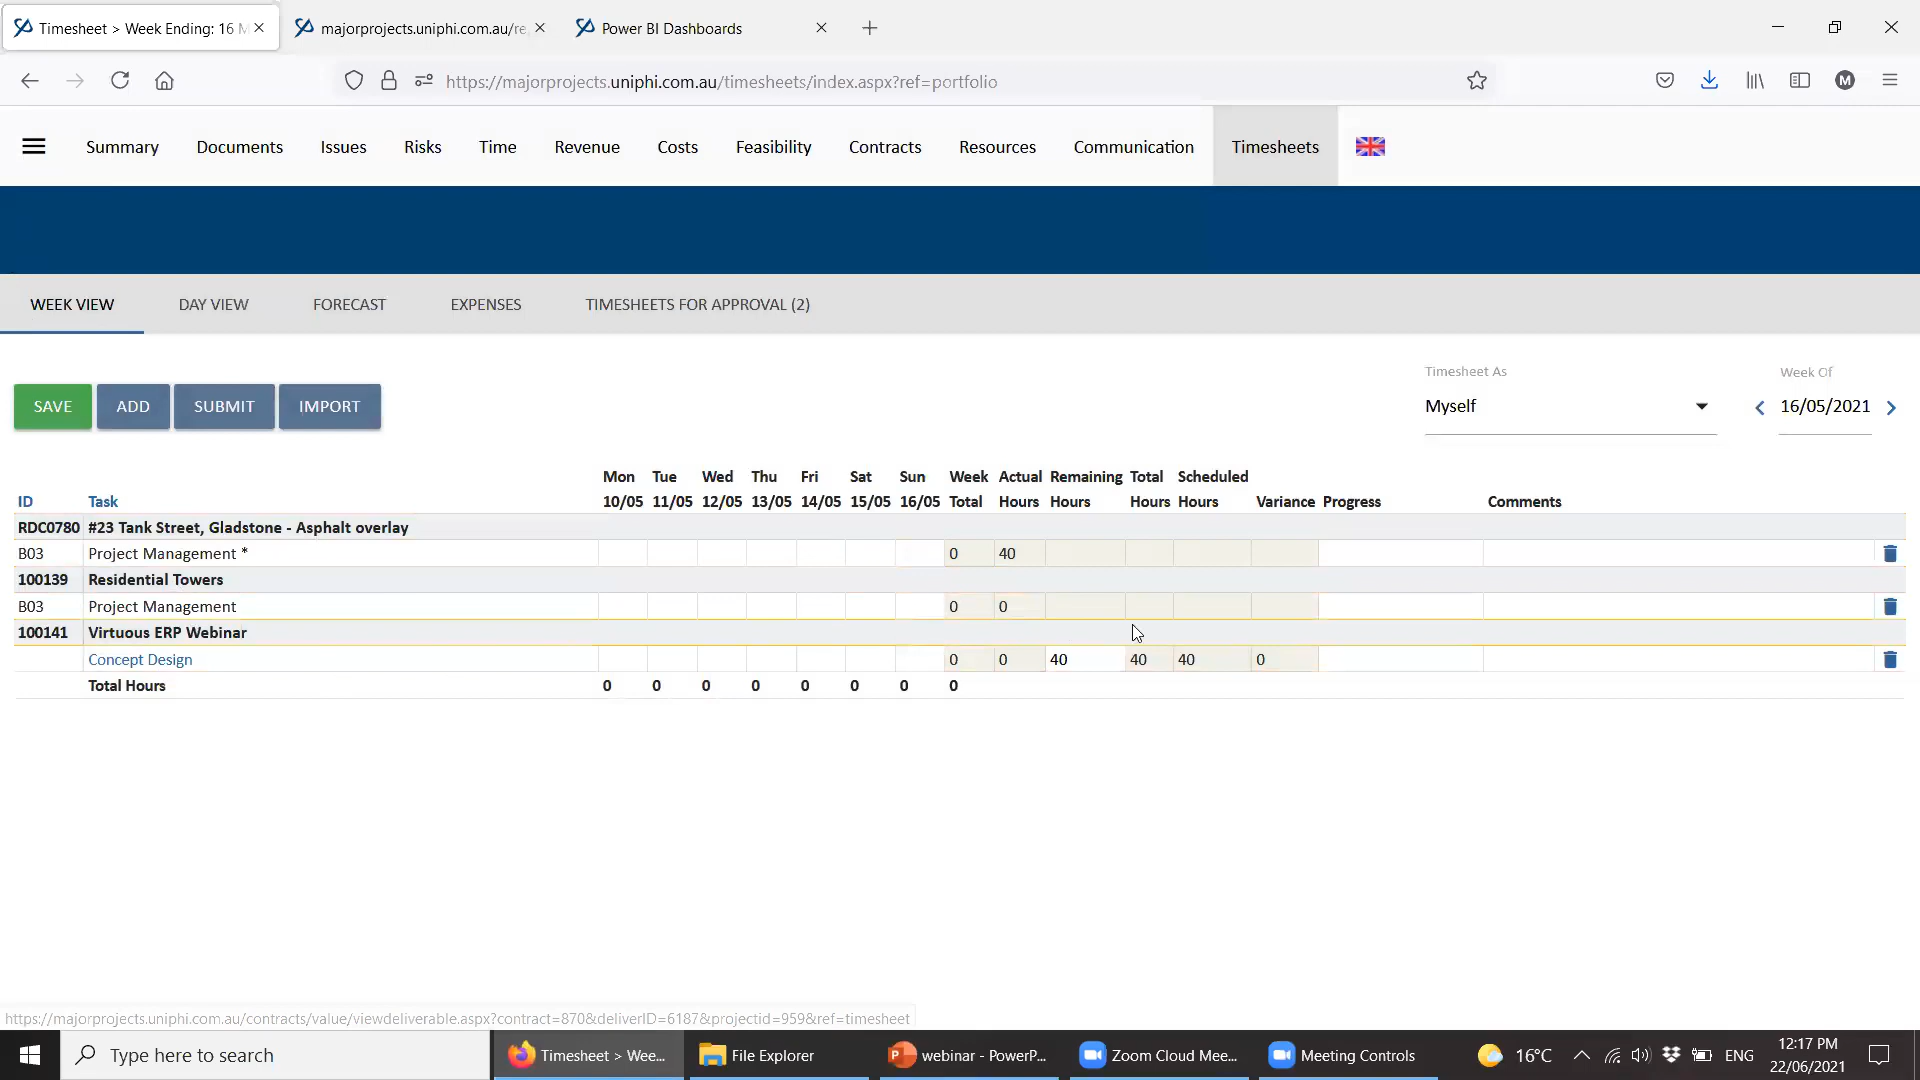 Timesheet > Week Ending: 16 M
majorprojects.uniphi.com.au/re
Power BI Dashboards
https://majorprojects.uniphi.com.au/timesheets/index.aspx?ref=portfolio
M
Summary Documents Issues Risks Time Revenue Costs Feasibility Contracts Resources Communication Timesheets
WEEK VIEW DAY VIEW FORECAST EXPENSES TIMESHEETS FOR APPROVAL (2)
Timesheet As Week Of
SAVE ADD SUBMIT IMPORT Myself 16/05/2021
Mon Tue Wed Thu Fri Sat Sun Week Actual Remaining Total Scheduled
ID Task 10/05 11/05 12/05 13/05 14/05 15/05 16/05 Total Hours Hours Hours Hours Variance Progress Comments
RDC0780 #23 Tank Street, Gladstone - Asphalt overlay
B03 Project Management * 0 40
100139 Residential Towers
B03 Project Management 0 0
100141 Virtuous ERP Webinar
Concept Design 0 0 40 40 40 0
Total Hours 0 0 0 0 0 0 0 0
https://majorprojects.uniphi.com.au/contracts/value/viewdeliverable.aspx?contract=870&deliverID=6187&projectid=959&ref=timesheet
Type here to search Timesheet > Wee... File Explorer webinar - PowerP... Zoom Cloud Mee... Meeting Controls 16°C ENG 12:17 PM
22/06/2021